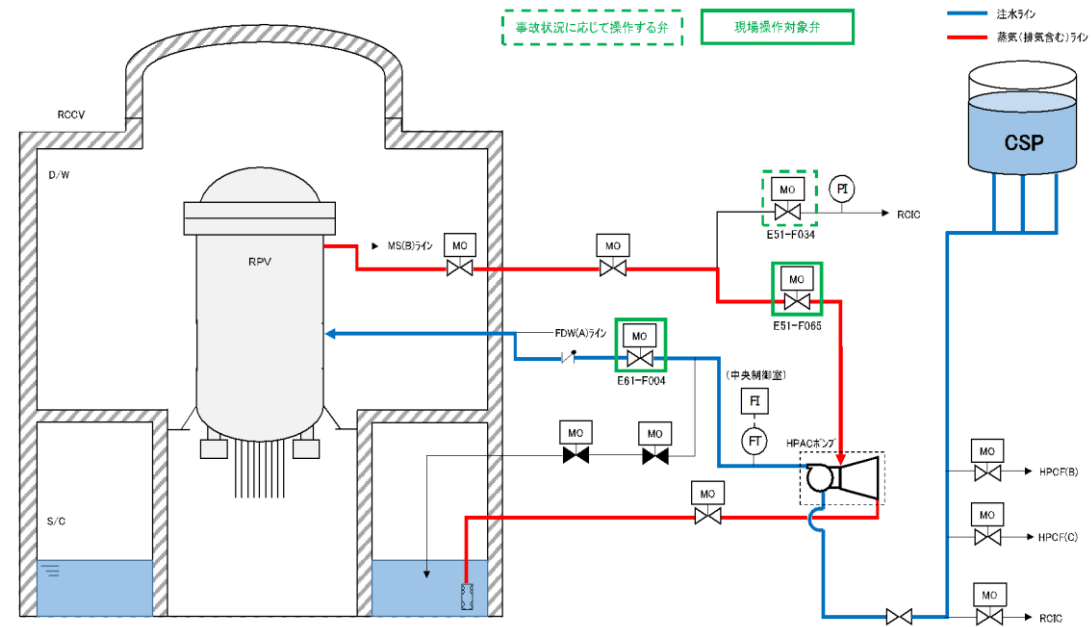 事故状況に応じて操作する弁
現場操作対象弁
注水ライン
蒸気(排気含む)ライン
RCCV
D/W
CSP
MO
PI
RCIC
E51-F034
MS(B)ライン
MO
MO
RPV
MO
E51-F065
FDW(A)ライン
MO
E61-F004
(中央制御室)
FI
FT
HPACポンプ
MO
MO
MO
HPCF(B)
MO
S/C
MO
HPCF(C)
MO
RCIC